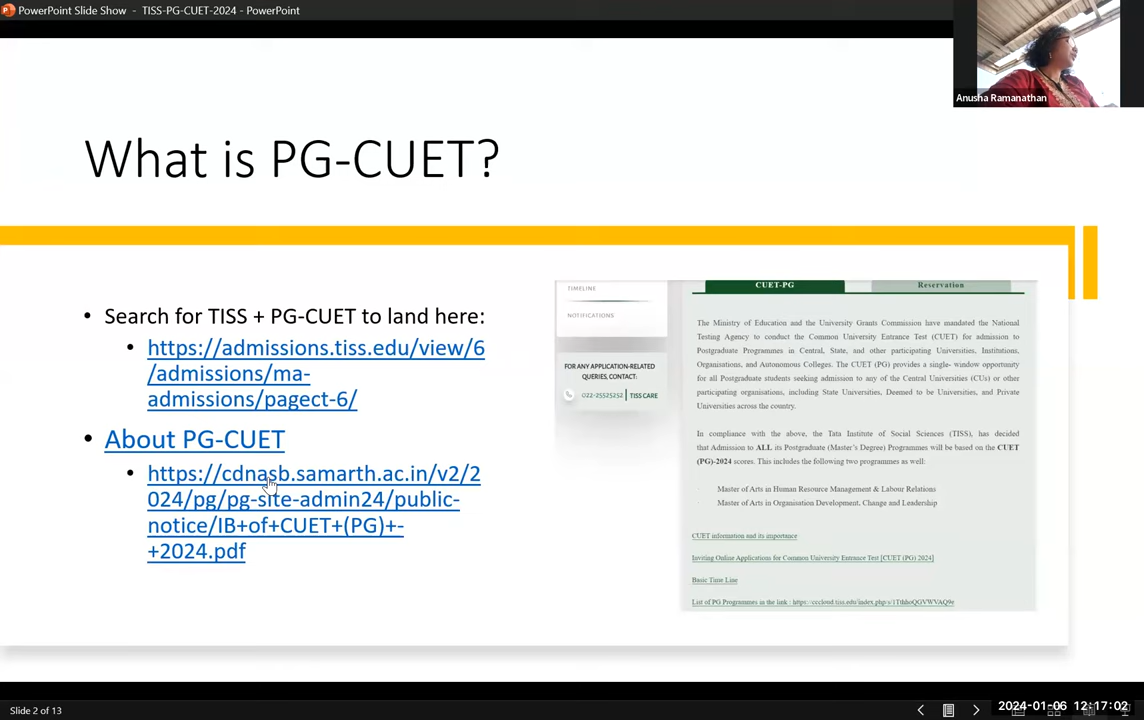 PowerPoint Slide Show - TISS-PG-CUET-2024 - PowerPoint
Anusha Ramanathan
What is PG-CUET?
• Search for TISS + PG-CUET to land here:
• https://admissions.tiss.edu/view/6
/admissions/ma-
admissions/pagect-6/
• About PG-CUET
• https://cdnasb.samarth.ac.in/v2/2
024/pg/pg-site-admin24/public-
notice/IB+of+CUET+(PG)+-
+2024.pdf
TIMELINE
NOTIFICATIONS
FOR ANY APPLICATION-RELATED
QUERIES, CONTACT:
022-25525252 | TISS CARE
CUET-PG
Reservation
The Ministry of Education and the University Grants Commission have mandated the National
Testing Agency to conduct the Common University Entrance Test (CUET) for admission to
Postgraduate Programmes in Central, State, and other participating Universities, Institutions,
Organisations, and Autonomous Colleges. The CUET (PG) provides a single- window opportunity
for all Postgraduate students seeking admission to any of the Central Universities (CUs) or other
participating organisations, including State Universities, Deemed to be Universities, and Private
Universities across the country.
In compliance with the above, the Tata Institute of Social Sciences (TISS), has decided
that Admission to ALL its Postgraduate (Master's Degree) Programmes will be based on the CUET
(PG)-2024 scores. This includes the following two programmes as well:
Master of Arts in Human Resource Management & Labour Relations
Master of Arts in Organisation Development, Change and Leadership
CUET information and its importance
Inviting Online Applications for Common University Entrance Test [CUET (PG) 2024]
Basic Time Line
List of PG Programmes in the link :
Slide 2 of 13
2024-01-06 12:17:02